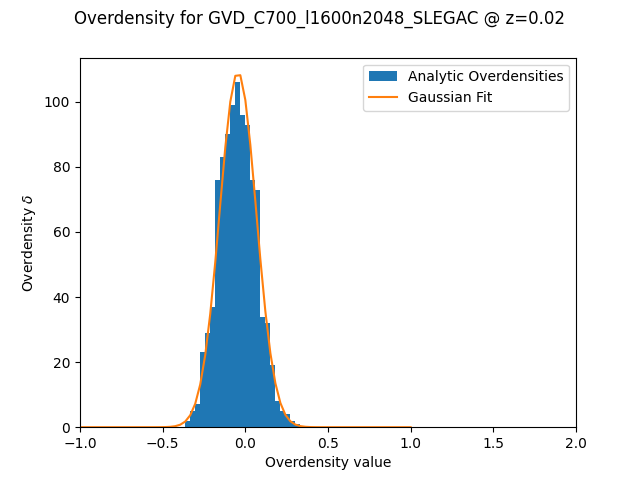 Overdensity for GVD_C700_l1600n2048_SLEGAC @ z=0.02
Analytic Overdensities
Gaussian Fit
Overdensity δ
100
80
60
40
20
0
−1.0 −0.5 0.0 0.5 1.0 1.5 2.0
Overdensity value